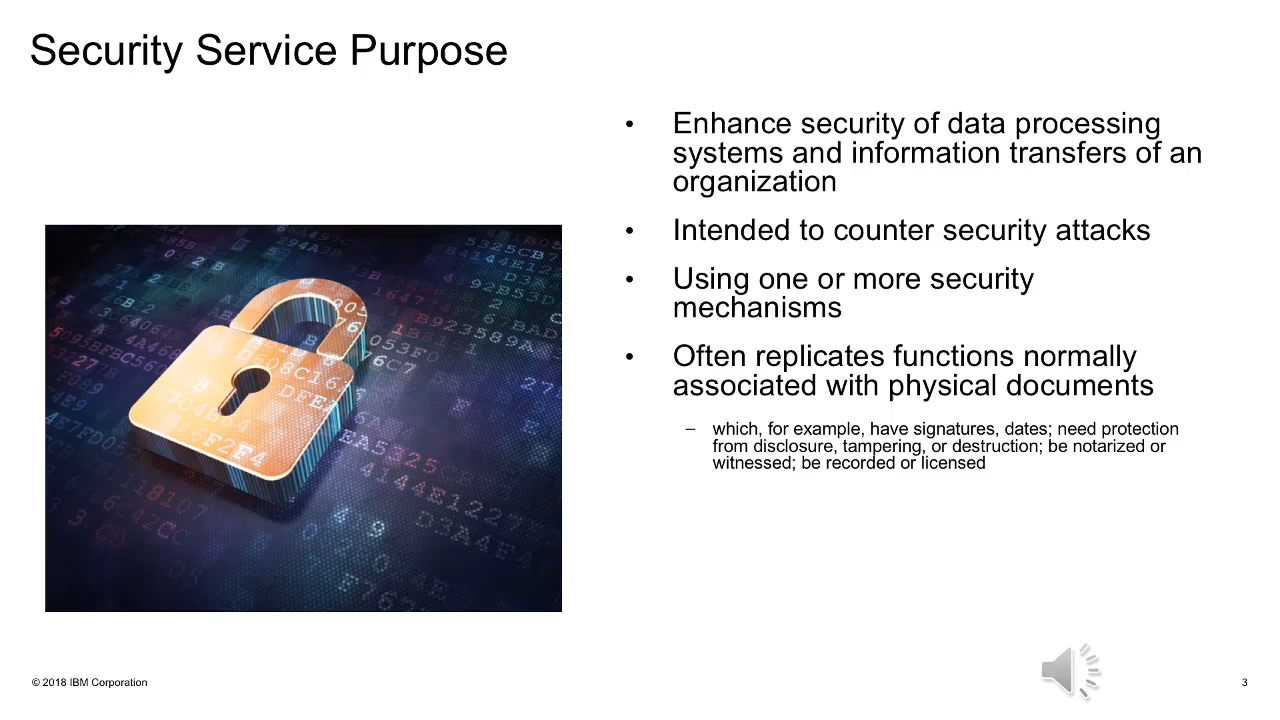 Security Service Purpose
• Enhance security of data processing
systems and information transfers of an
organization
• Intended to counter security attacks
• Using one or more security
mechanisms
• Often replicates functions normally
associated with physical documents
– which, for example, have signatures, dates; need protection
from disclosure, tampering, or destruction; be notarized or
witnessed; be recorded or licensed
© 2018 IBM Corporation
3